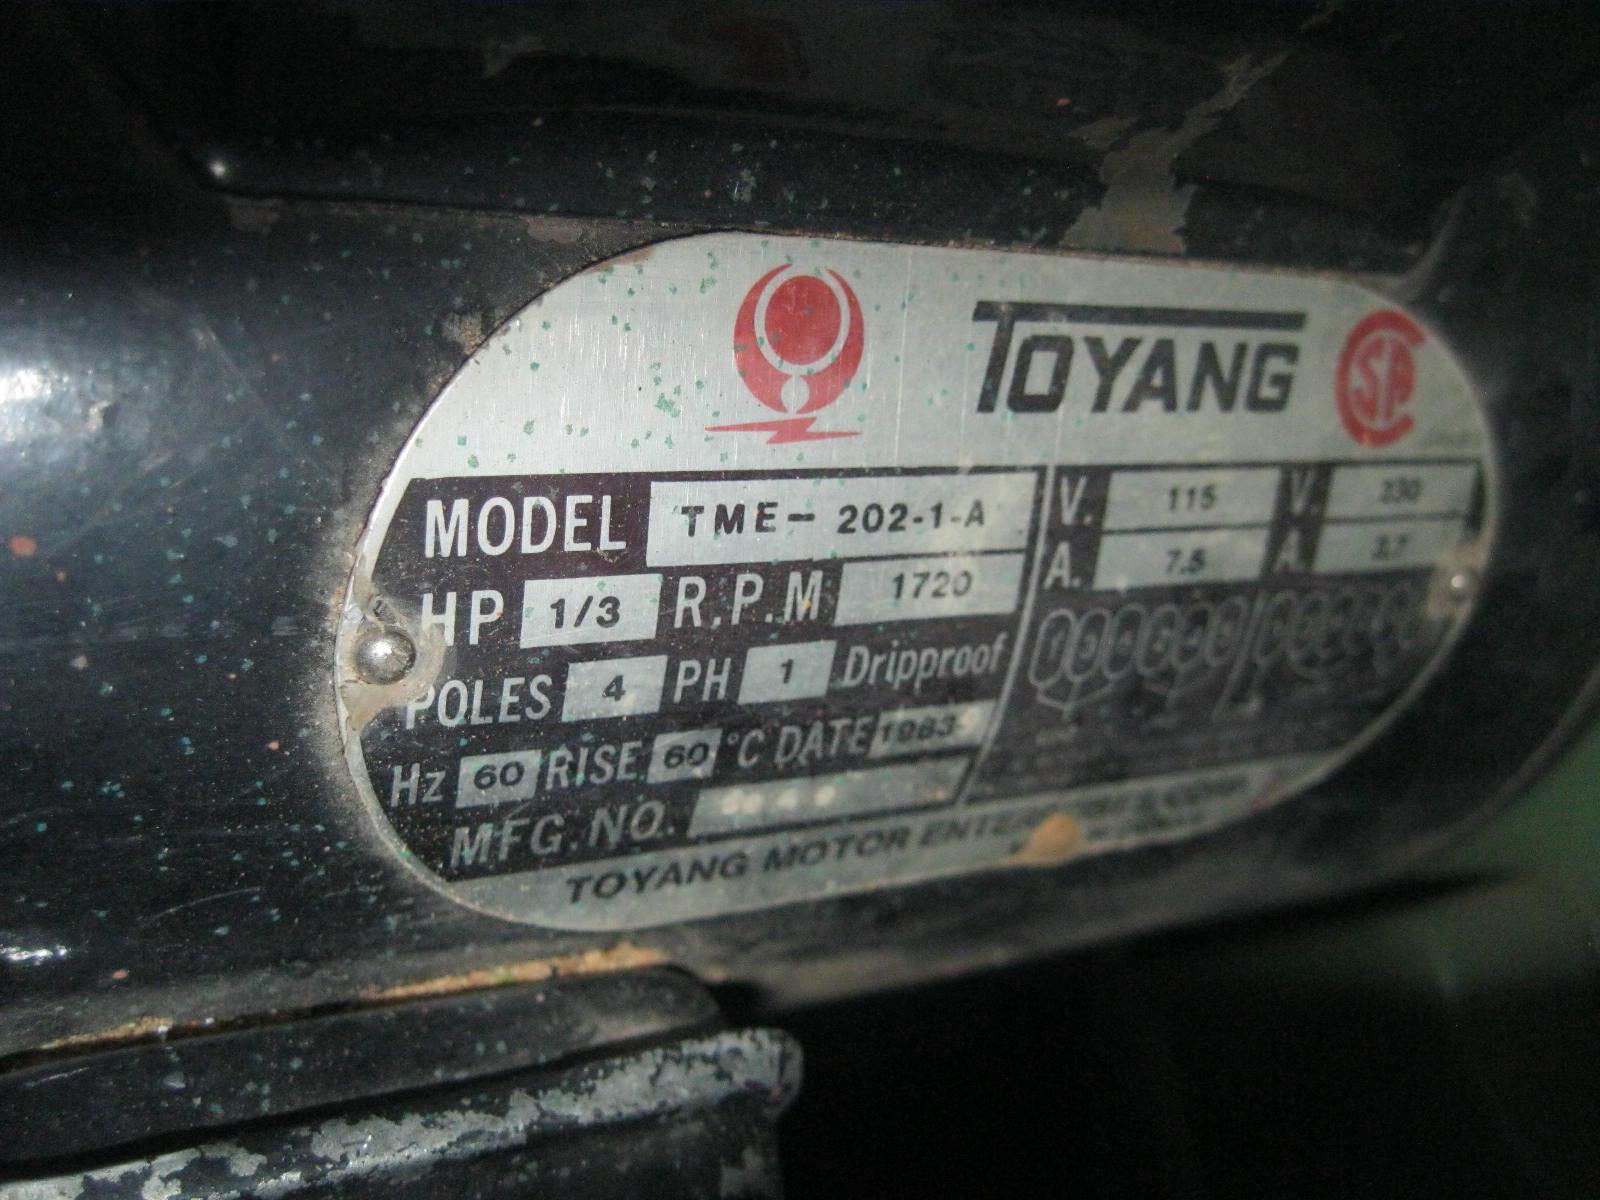 TOYANG CSA
MODEL TME- 202-1-A V. 115 V. 230
HP 1/3 R.P.M 1720 A. 7.5 A. 3.7
POLES 4 PH 1 Dripproof
Hz 60 RISE 60 °C DATE 1983
MFG. NO.
TOYANG MOTOR